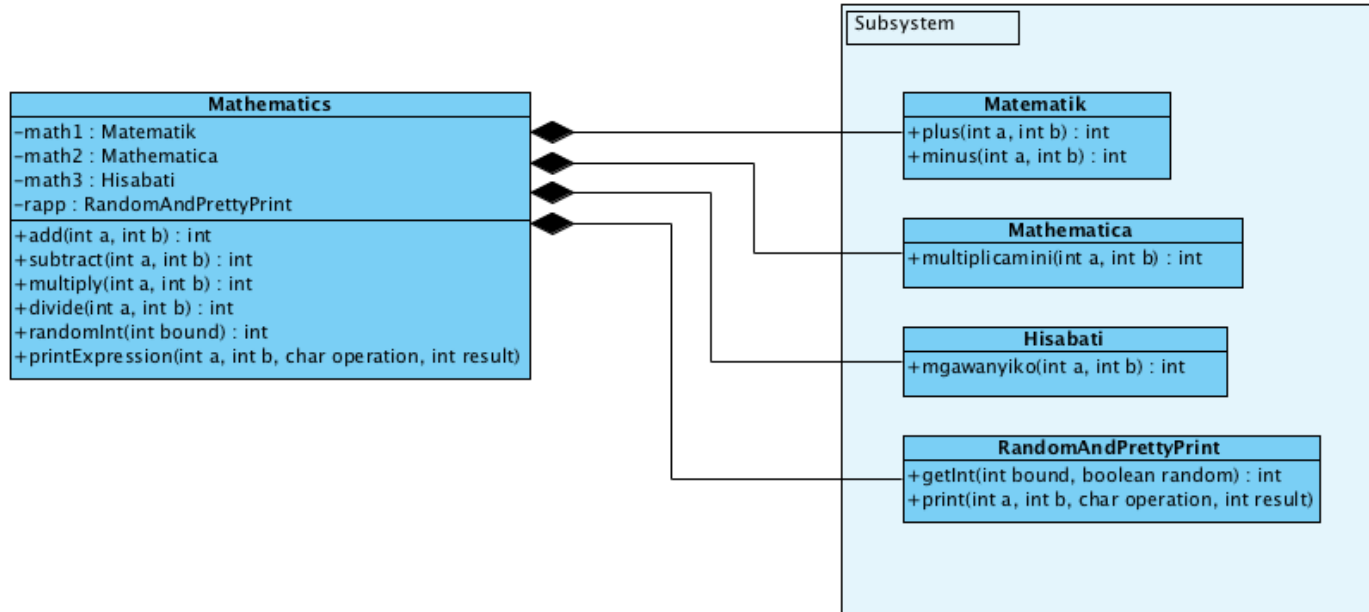 Subsystem
Mathematics
-math1 : Matematik
-math2 : Mathematica
-math3 : Hisabati
-rapp : RandomAndPrettyPrint
+add(int a, int b) : int
+subtract(int a, int b) : int
+multiply(int a, int b) : int
+divide(int a, int b) : int
+randomInt(int bound) : int
+printExpression(int a, int b, char operation, int result)
Matematik
+plus(int a, int b) : int
+minus(int a, int b) : int
Mathematica
+multiplicamini(int a, int b) : int
Hisabati
+mgawanyiko(int a, int b) : int
RandomAndPrettyPrint
+getInt(int bound, boolean random) : int
+print(int a, int b, char operation, int result)